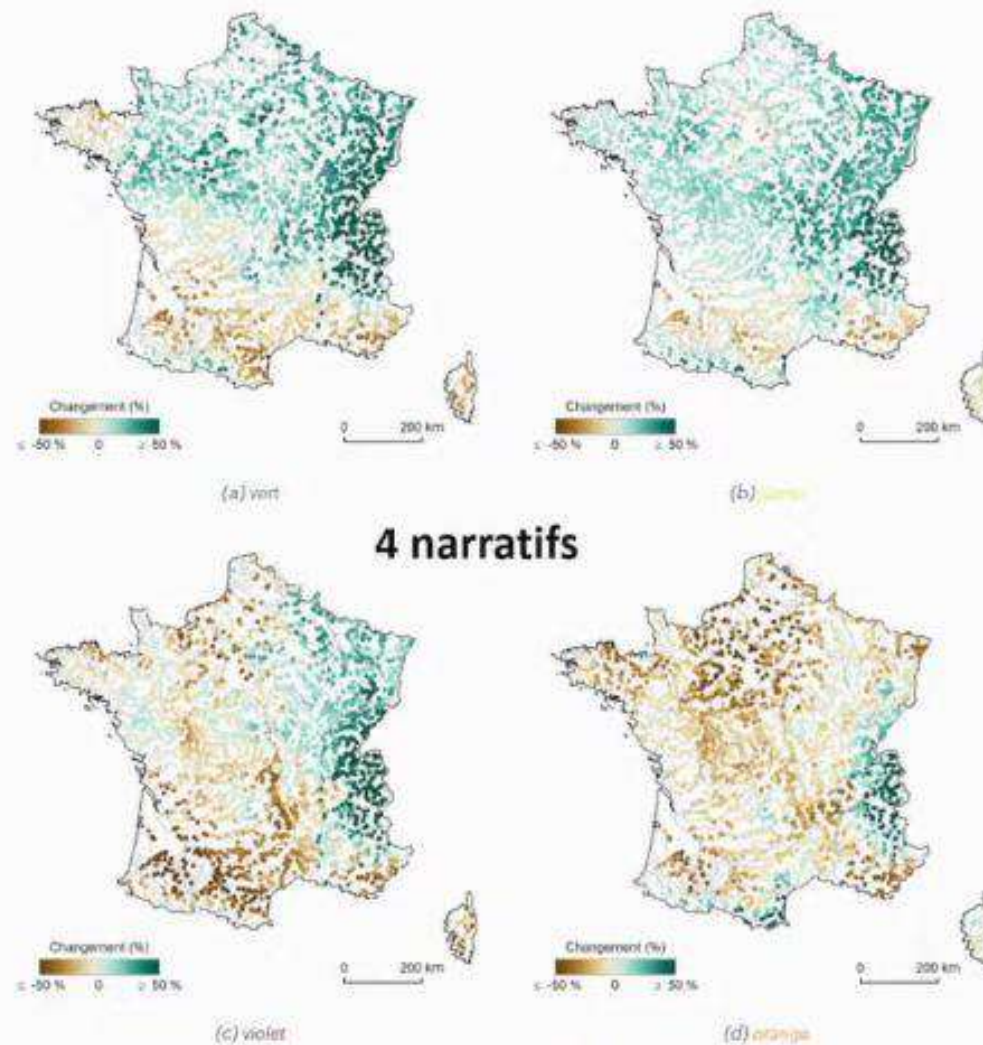 Changement (%)
≤ -50 % 0 ≥ 50 %
0 200 km
(a) vert
Changement (%)
≤ -50 % 0 ≥ 50 %
0 200 km
(b)
4 narratifs
Changement (%)
≤ -50 % 0 ≥ 50 %
0 200 km
(c) violet
Changement (%)
≤ -50 % 0 ≥ 50 %
0 200 km
(d) orange